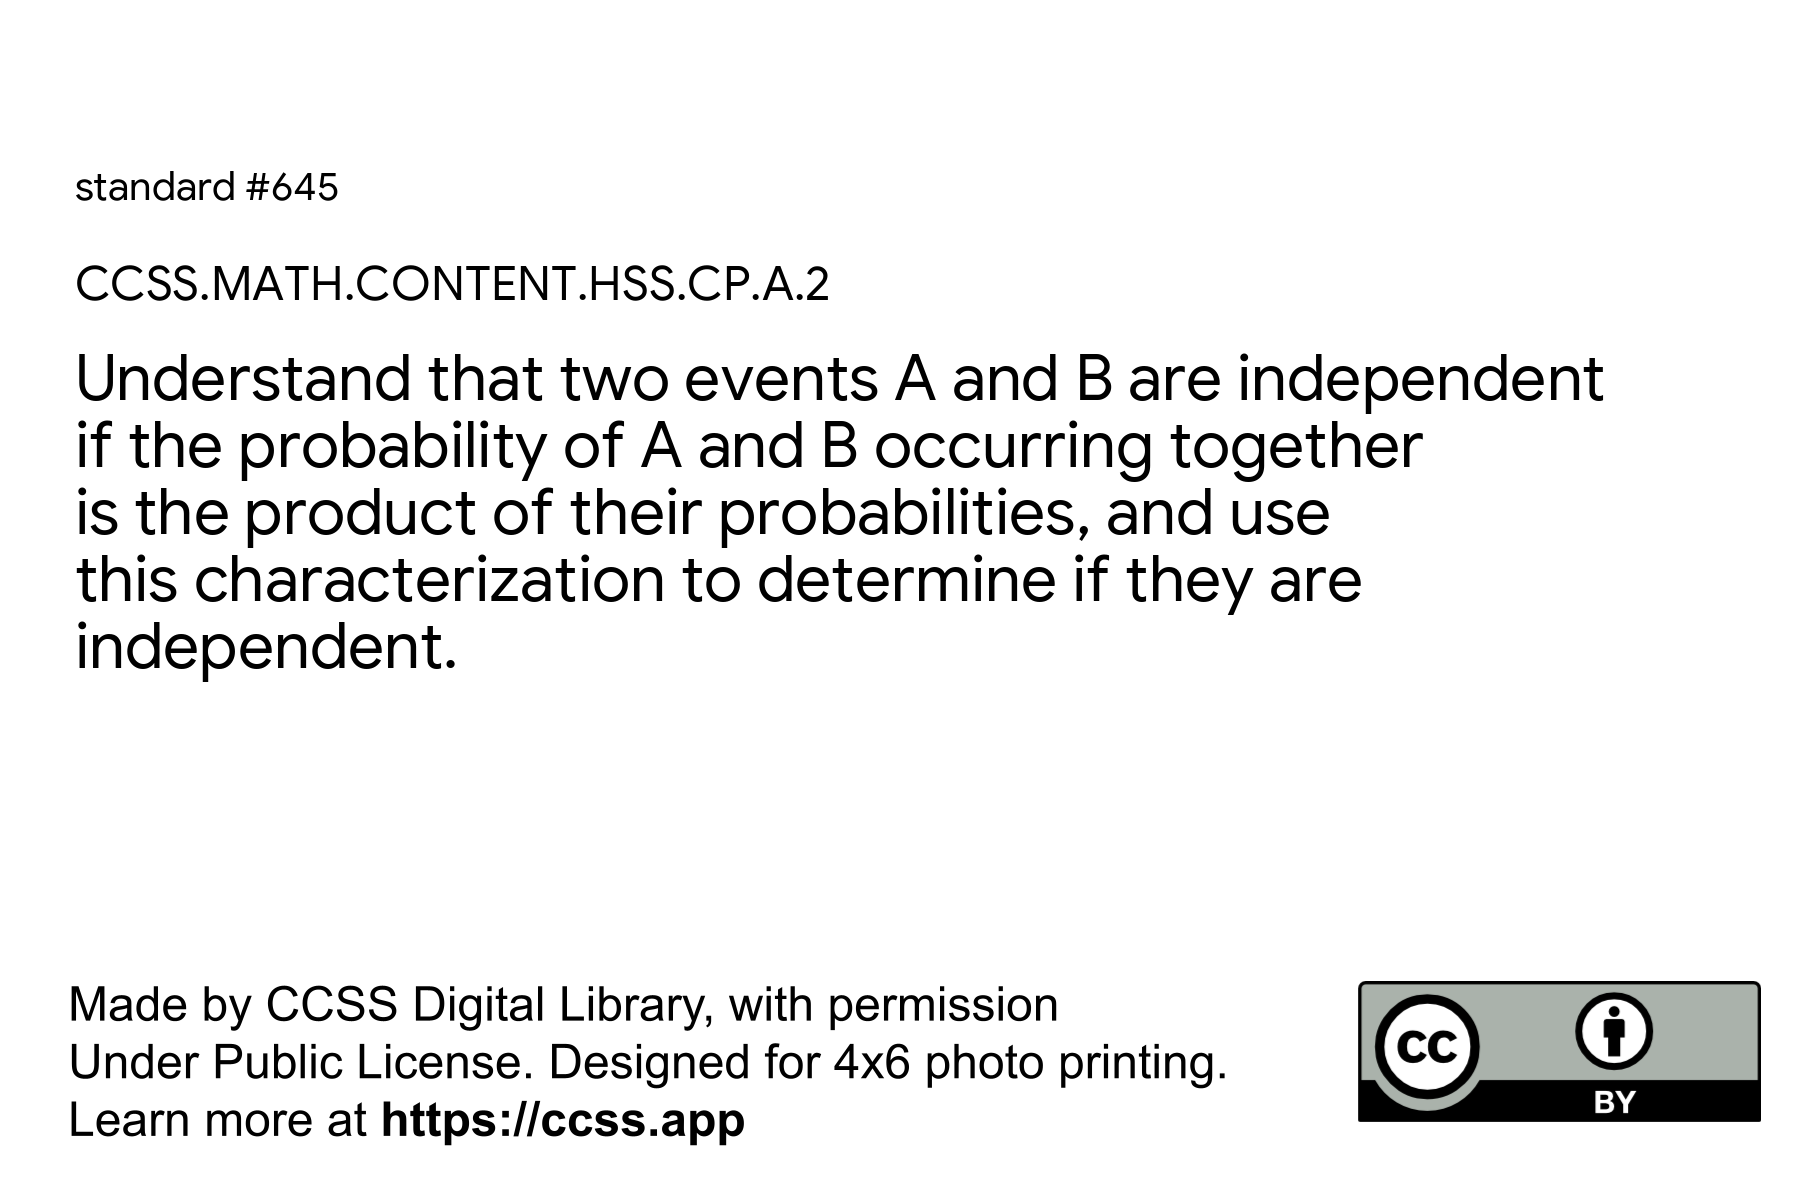 standard #645
CCSS.MATH.CONTENT.HSS.CP.A.2
Understand that two events A and B are independent
if the probability of A and B occurring together
is the product of their probabilities, and use
this characterization to determine if they are
independent.
Made by CCSS Digital Library, with permission
Under Public License. Designed for 4x6 photo printing.
Learn more at https://ccss.app
CC
BY